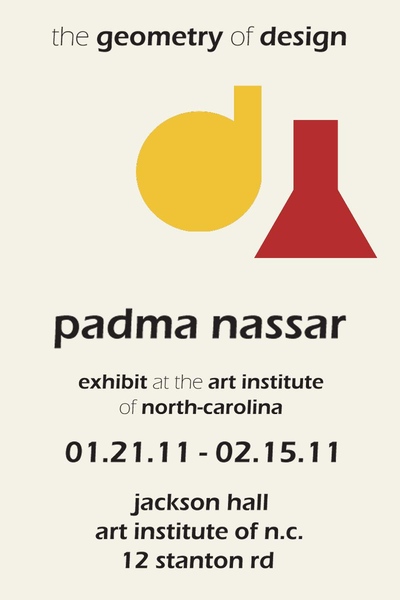 the geometry of design
padma nassar
exhibit at the art institute
of north-carolina
01.21.11 - 02.15.11
jackson hall
art institute of n.c.
12 stanton rd